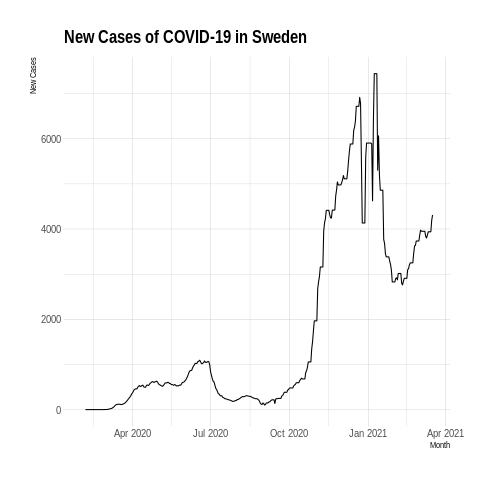 New Cases of COVID-19 in Sweden
New Cases
6000
4000
2000
0
Apr 2020 Jul 2020 Oct 2020 Jan 2021 Apr 2021
Month